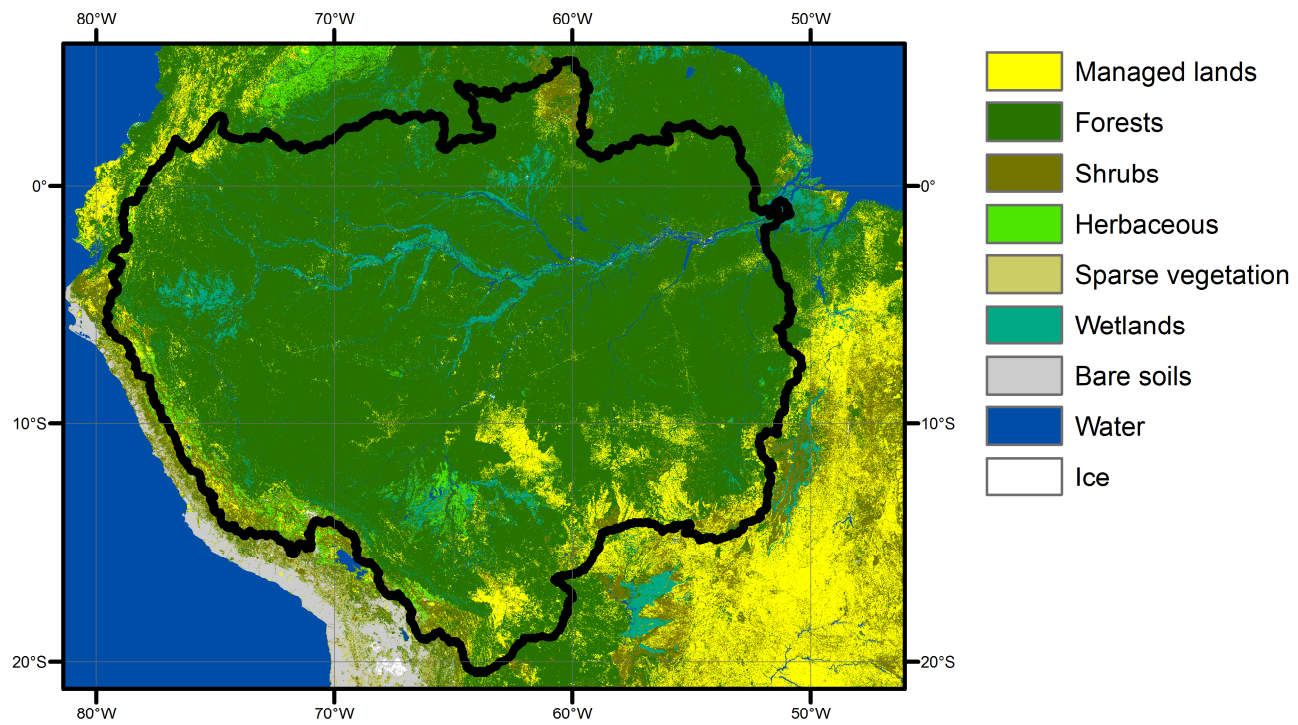 80°W 70°W 60°W 50°W
Managed lands
Forests
Shrubs
0° 0°
Herbaceous
Sparse vegetation
Wetlands
Bare soils
10°S 10°S
Water
Ice
20°S 20°S
80°W 70°W 60°W 50°W